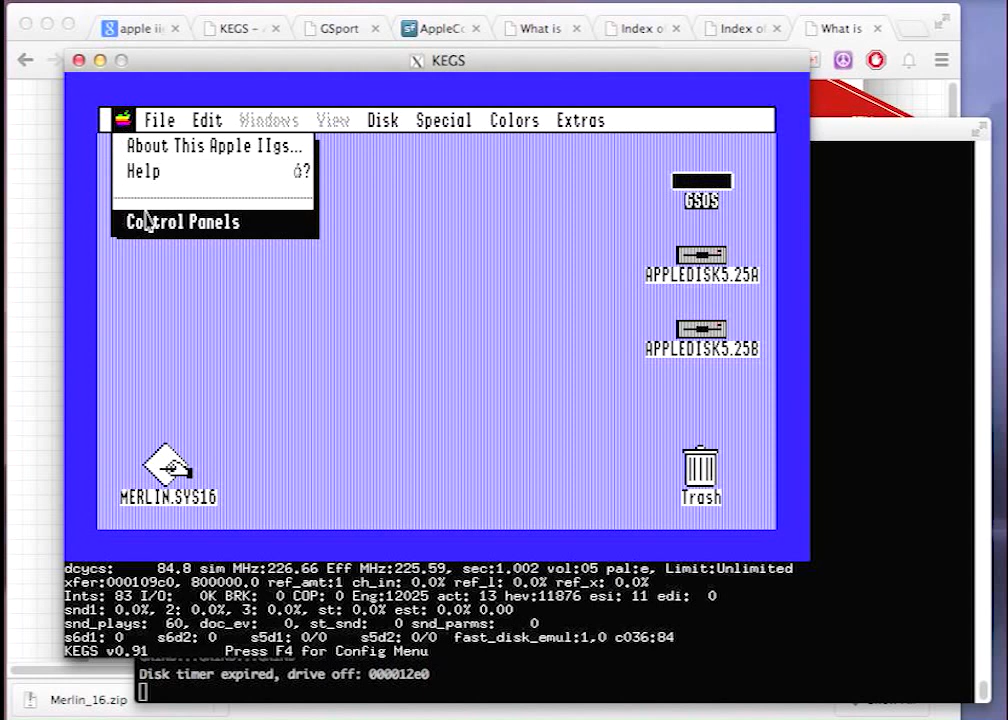 apple ii
KEGS –
GSport
AppleCo
What is
Index o
Index o
What is
KEGS
File Edit Windows View Disk Special Colors Extras
About This Apple IIgs...
Help ?
Control Panels
GSOS
APPLEDISK5.25A
APPLEDISK5.25B
MERLIN.SYS16
Trash
dcycs: 84.8 sim MHz:226.66 Eff MHz:225.59, sec:1.002 vol:05 pal:e, Limit:Unlimited
xfer:000109c0, 800000.0 ref_amt:1 ch_in: 0.0% ref_l: 0.0% ref_x: 0.0%
Ints: 83 I/O: 0K BRK: 0 COP: 0 Eng:12025 act: 13 hev:11876 esi: 11 edi: 0
snd1: 0.0%, 2: 0.0%, 3: 0.0%, st: 0.0% est: 0.0% 0.00
snd_plays: 60, doc_ev: 0, st_snd: 0 snd_parms: 0
s6d1: 0 s6d2: 0 s5d1: 0/0 s5d2: 0/0 fast_disk_emul:1,0 c036:84
KEGS v0.91 Press F4 for Config Menu
Disk timer expired, drive off: 000012e0
Merlin_16.zip